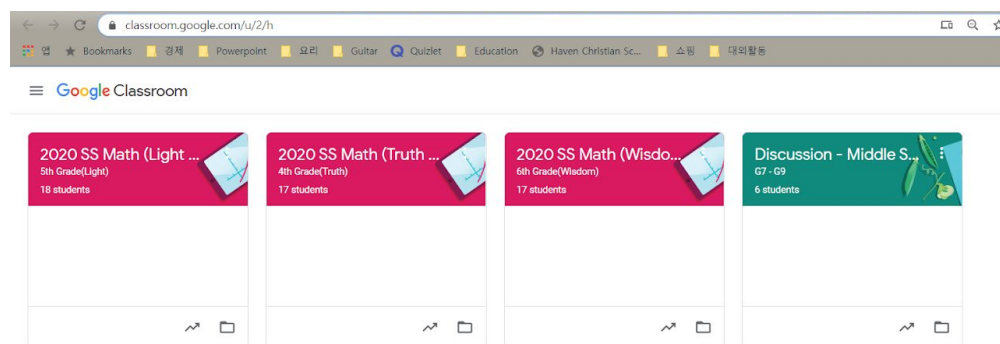 classroom.google.com/u/2/h
앱 Bookmarks 경제 Powerpoint 요리 Guitar Quizlet Education Haven Christian Sc... 쇼핑 대외활동
Google Classroom
2020 SS Math (Light ... 2020 SS Math (Truth ... 2020 SS Math (Wisdo... Discussion - Middle S...
5th Grade(Light) 4th Grade(Truth) 6th Grade(Wisdom) G7 - G9
18 students 17 students 17 students 6 students